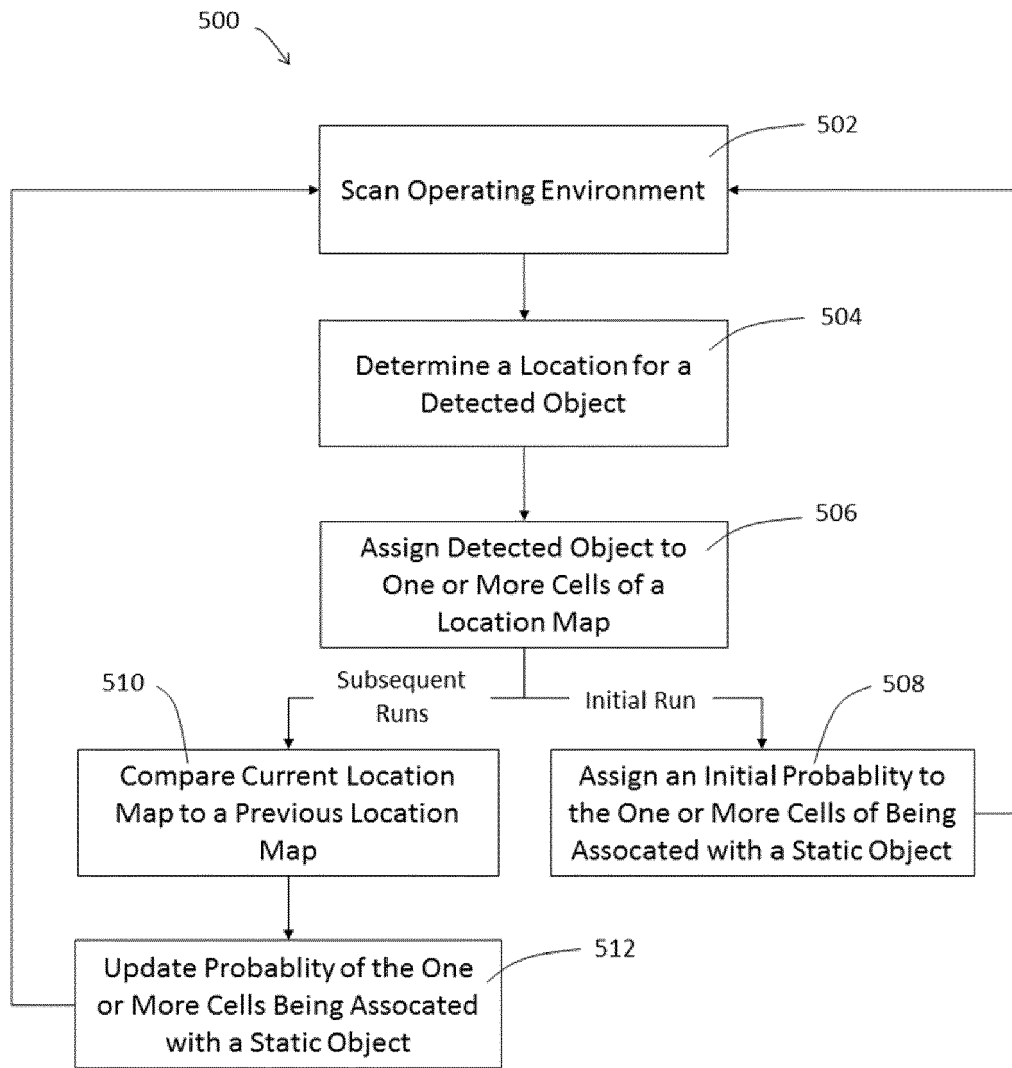 500
502
Scan Operating Environment
504
Determine a Location for a
Detected Object
506
Assign Detected Object to
One or More Cells of a
Location Map
Subsequent
Runs
Initial Run
510
Compare Current Location
Map to a Previous Location
Map
508
Assign an Initial Probablity to
the One or More Cells of Being
Assocated with a Static Object
512
Update Probablity of the One
or More Cells Being Assocated
with a Static Object